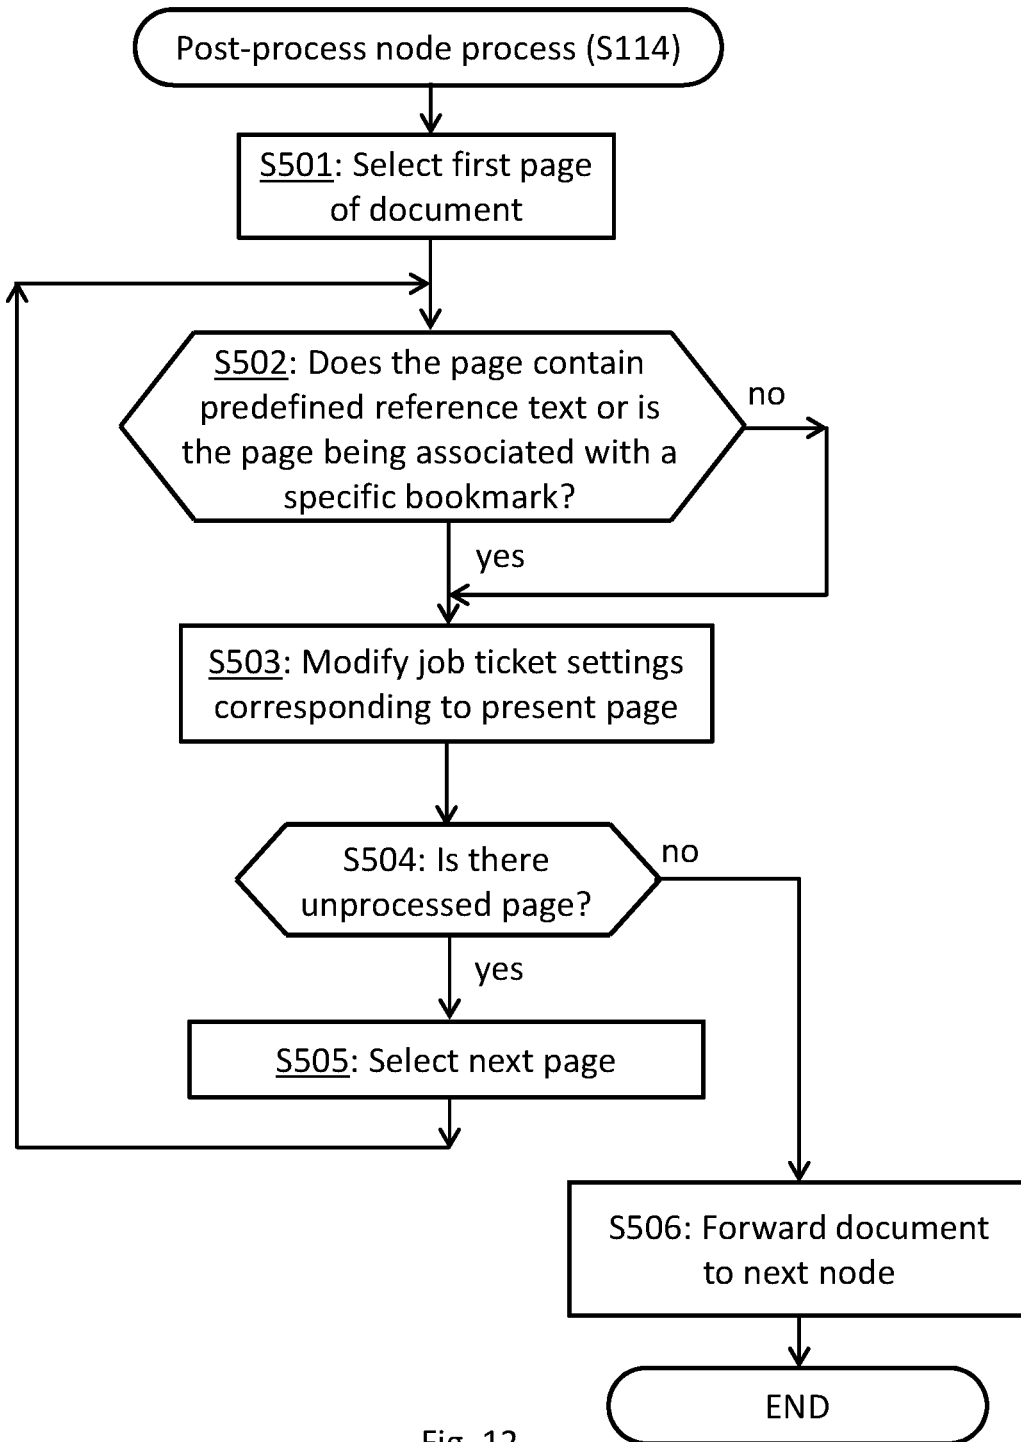 Post-process node process (S114)
S501: Select first page
of document
S502: Does the page contain
predefined reference text or is
the page being associated with a
specific bookmark?
no
yes
S503: Modify job ticket settings
corresponding to present page
S504: Is there
unprocessed page?
no
yes
S505: Select next page
S506: Forward document
to next node
END
Fig. 12